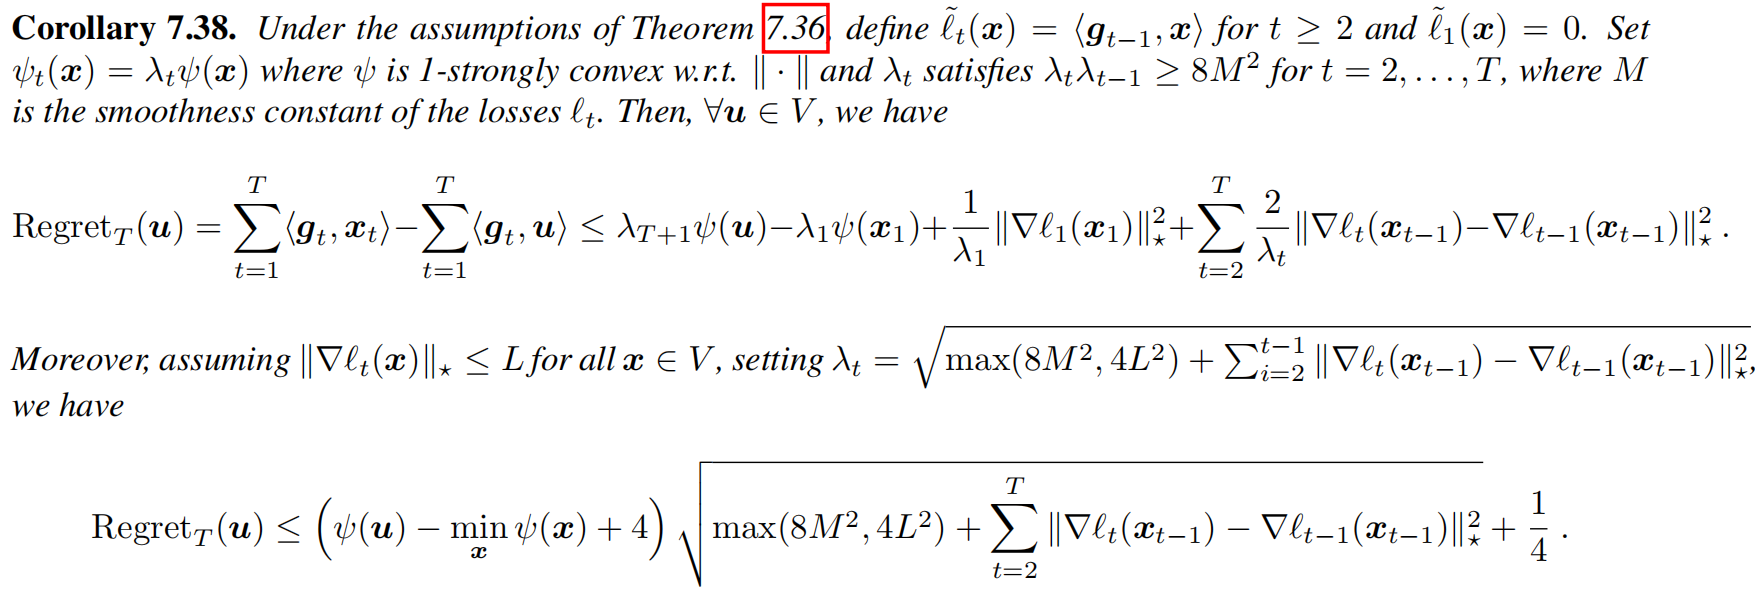 Corollary 7.38. Under the assumptions of Theorem 7.36, define $\tilde{\ell}_t(\boldsymbol{x}) = \langle \boldsymbol{g}_{t-1}, \boldsymbol{x} \rangle$ for $t \geq 2$ and $\tilde{\ell}_1(\boldsymbol{x}) = 0$. Set
$\psi_t(\boldsymbol{x}) = \lambda_t \psi(\boldsymbol{x})$ where $\psi$ is 1-strongly convex w.r.t. $\|\cdot\|$ and $\lambda_t$ satisfies $\lambda_t \lambda_{t-1} \geq 8M^2$ for $t = 2, \ldots, T$, where $M$
is the smoothness constant of the losses $\ell_t$. Then, $\forall \boldsymbol{u} \in V$, we have
$\text{Regret}_T(\boldsymbol{u}) = \sum_{t=1}^{T} \langle \boldsymbol{g}_t, \boldsymbol{x}_t \rangle - \sum_{t=1}^{T} \langle \boldsymbol{g}_t, \boldsymbol{u} \rangle \leq \lambda_{T+1} \psi(\boldsymbol{u}) - \lambda_1 \psi(\boldsymbol{x}_1) + \frac{1}{\lambda_1} \|\nabla \ell_1(\boldsymbol{x}_1)\|_\star^2 + \sum_{t=2}^{T} \frac{2}{\lambda_t} \|\nabla \ell_t(\boldsymbol{x}_{t-1}) - \nabla \ell_{t-1}(\boldsymbol{x}_{t-1})\|_\star^2 .$
Moreover, assuming $\|\nabla \ell_t(\boldsymbol{x})\|_\star \leq L$ for all $\boldsymbol{x} \in V$, setting $\lambda_t = \sqrt{\max(8M^2, 4L^2) + \sum_{i=2}^{t-1} \|\nabla \ell_t(\boldsymbol{x}_{t-1}) - \nabla \ell_{t-1}(\boldsymbol{x}_{t-1})\|_\star^2}$,
we have
$\text{Regret}_T(\boldsymbol{u}) \leq \left( \psi(\boldsymbol{u}) - \min_{\boldsymbol{x}} \psi(\boldsymbol{x}) + 4 \right) \sqrt{\max(8M^2, 4L^2) + \sum_{t=2}^{T} \|\nabla \ell_t(\boldsymbol{x}_{t-1}) - \nabla \ell_{t-1}(\boldsymbol{x}_{t-1})\|_\star^2} + \frac{1}{4} .$